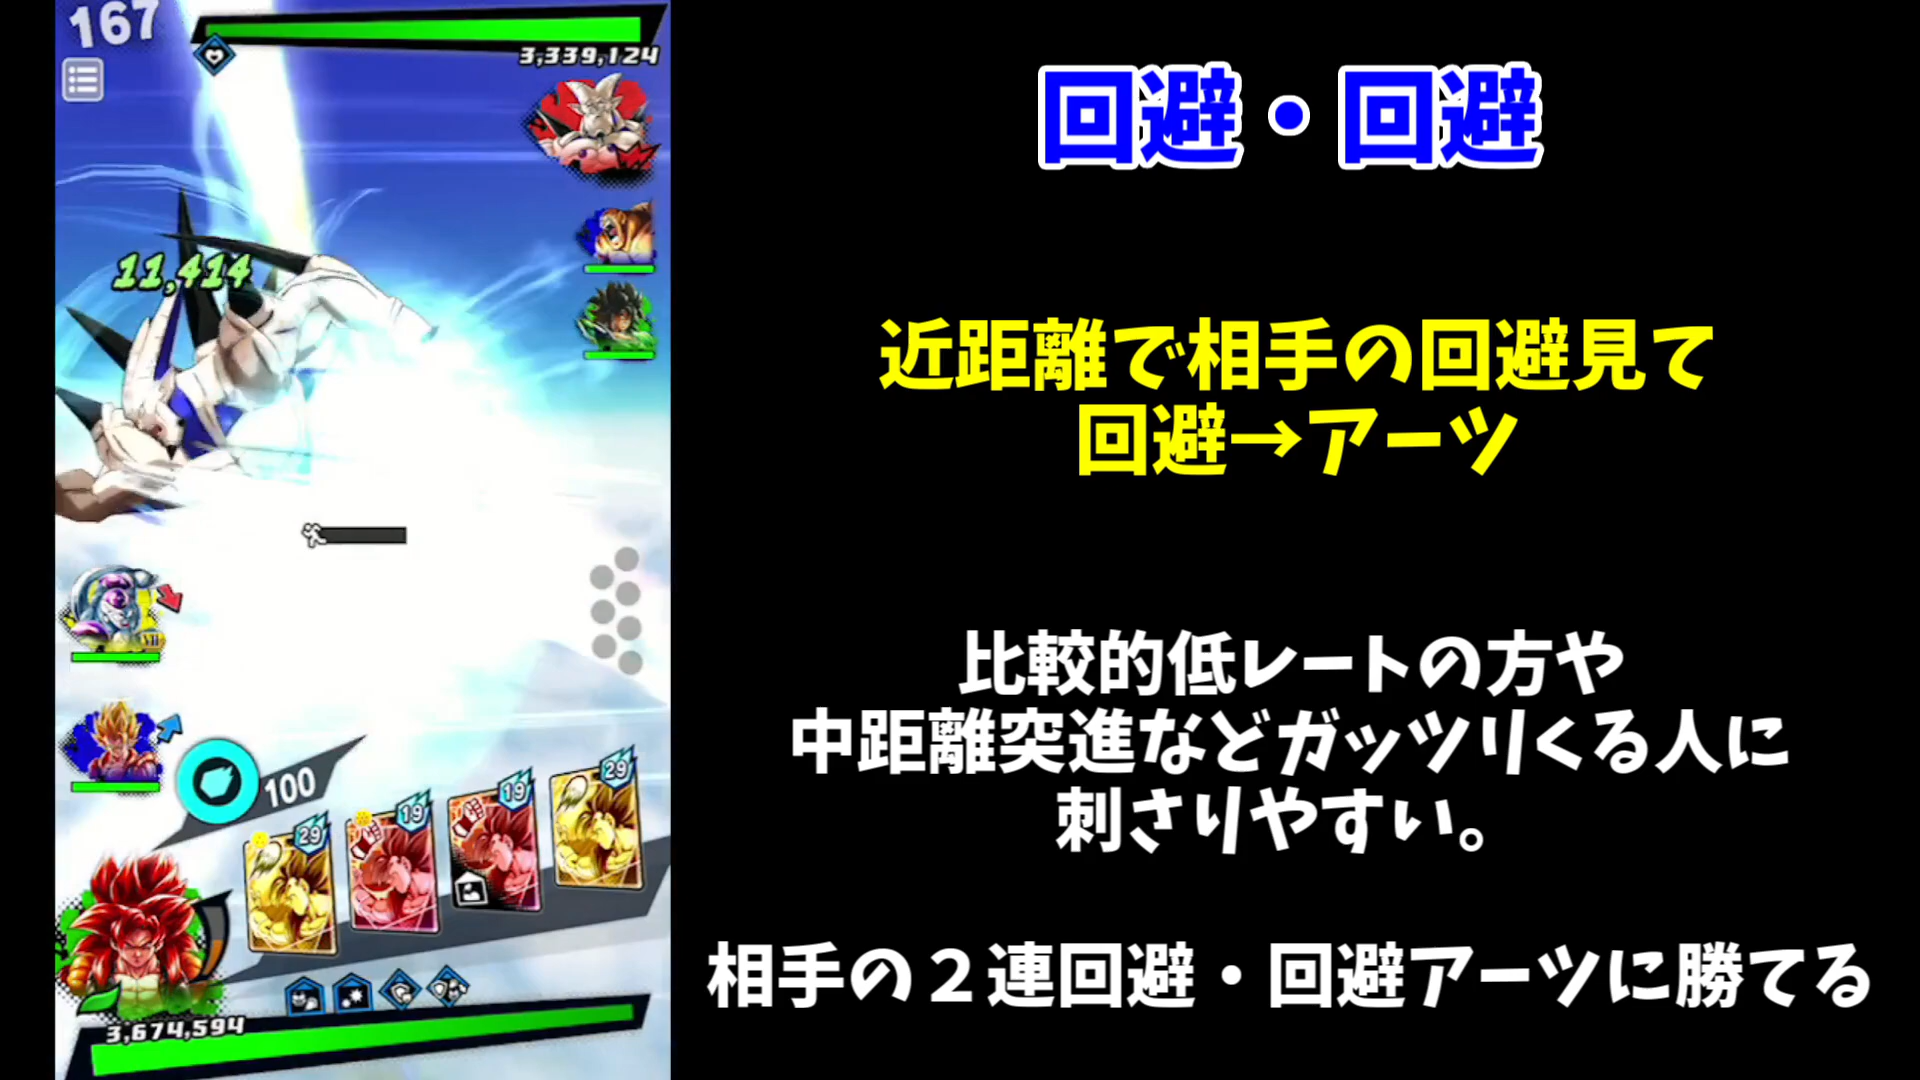 167
3,339,124
11,414
VII
100
29
19
19
29
3,674,594
回避・回避
近距離で相手の回避見て
回避→アーツ
比較的低レートの方や
中距離突進などガッツリくる人に
刺さりやすい。
相手の２連回避・回避アーツに勝てる